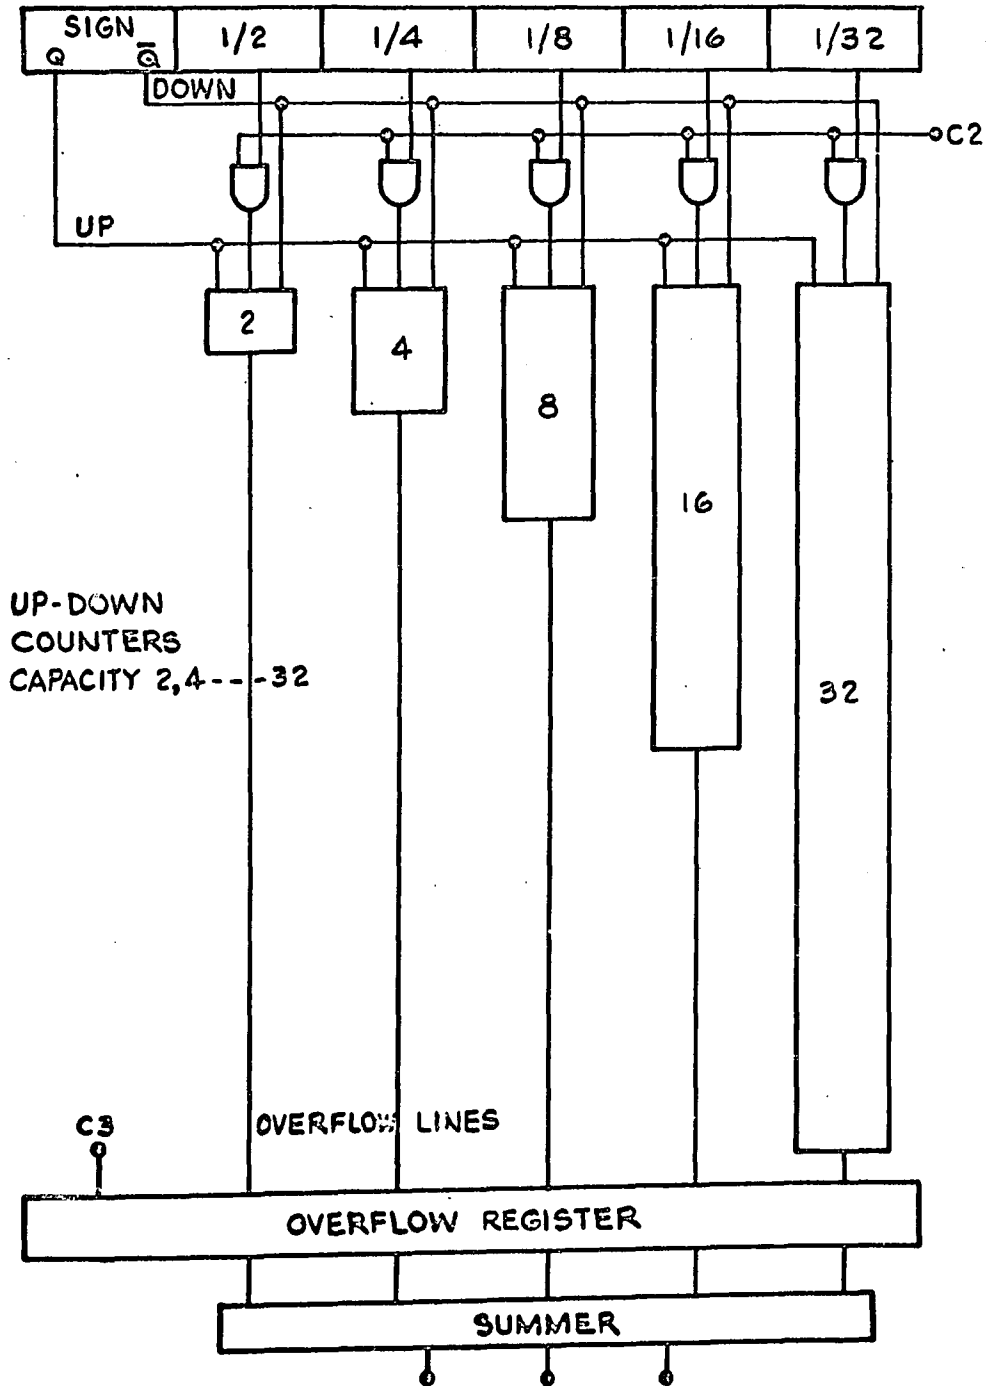 SIGN 1/2 1/4 1/8 1/16 1/32
Q Q̅
DOWN
C2
UP
2
4
8
16
32
UP-DOWN
COUNTERS
CAPACITY 2,4----32
C3
OVERFLOW LINES
OVERFLOW REGISTER
SUMMER